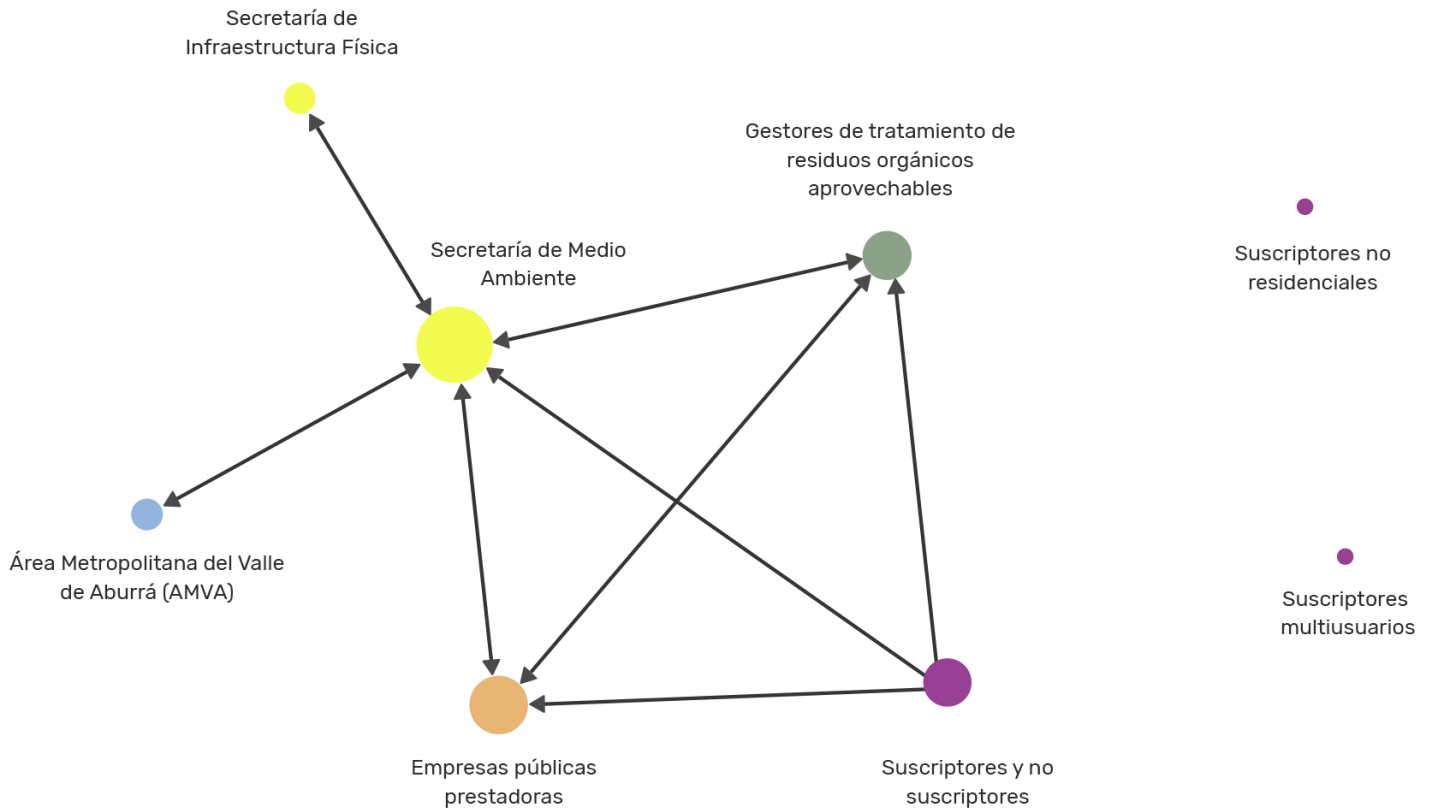 Secretaría de
Infraestructura Física
Gestores de tratamiento de
residuos orgánicos
aprovechables
Secretaría de Medio
Ambiente
Suscriptores no
residenciales
Área Metropolitana del Valle
de Aburrá (AMVA)
Suscriptores
multiusuarios
Empresas públicas
prestadoras
Suscriptores y no
suscriptores